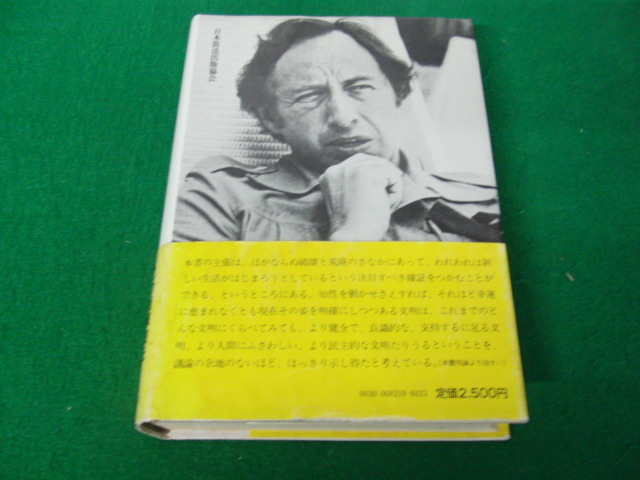 日本放送出版協会
本書の主張は、ほかならぬ破壊と荒廃のさなかにあって、われわれは新
しい生活がはじまろうとしているという注目すべき確証をつかむことが
できる、というところにある。知性を働かせさえすれば、それほど幸運
に恵まれなくとも現在その姿を明確にしつつある文明は、これまでのど
んな文明にくらべてみても、より健全で、良識的な、支持するに足る文
明、より人間にふさわしい、より民主的な文明たりうるということを、
議論の余地のないほど、はっきり示し得たと考えている。
定価2,500円